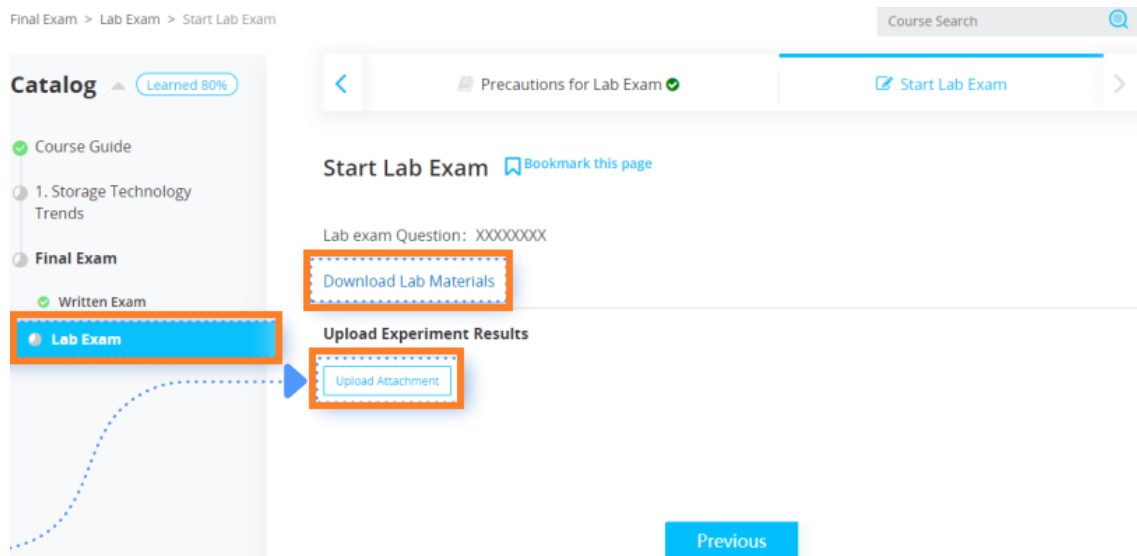 Final Exam > Lab Exam > Start Lab Exam
Course Search
Catalog
Learned 80%
Precautions for Lab Exam
Start Lab Exam
Course Guide
1. Storage Technology
Trends
Final Exam
Written Exam
Lab Exam
Start Lab Exam
Bookmark this page
Lab exam Question: XXXXXXXX
Download Lab Materials
Upload Experiment Results
Upload Attachment
Previous